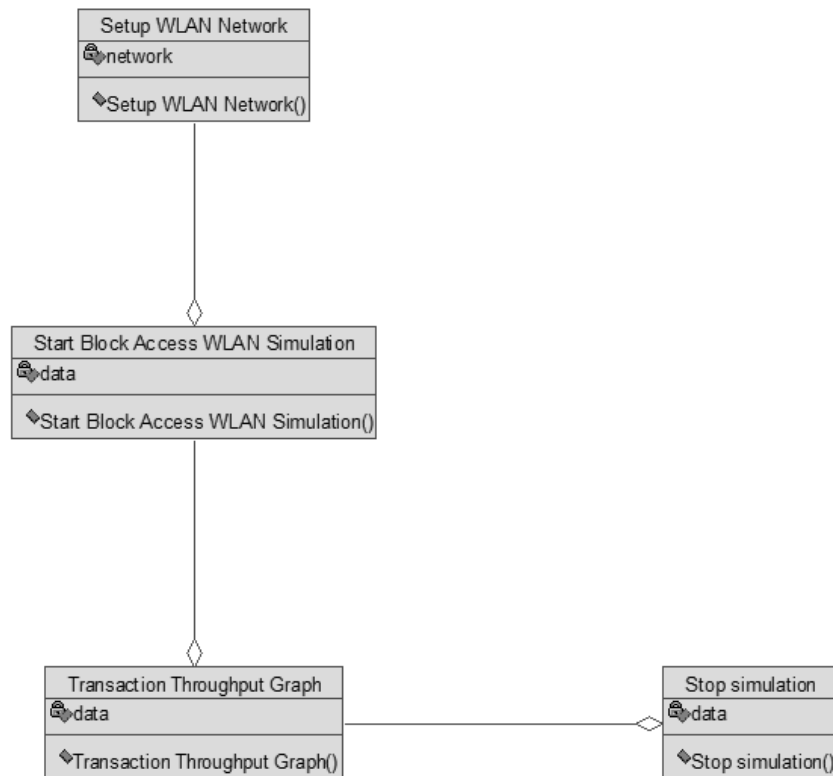 Setup WLAN Network
network
Setup WLAN Network()
Start Block Access WLAN Simulation
data
Start Block Access WLAN Simulation()
Transaction Throughput Graph
data
Transaction Throughput Graph()
Stop simulation
data
Stop simulation()